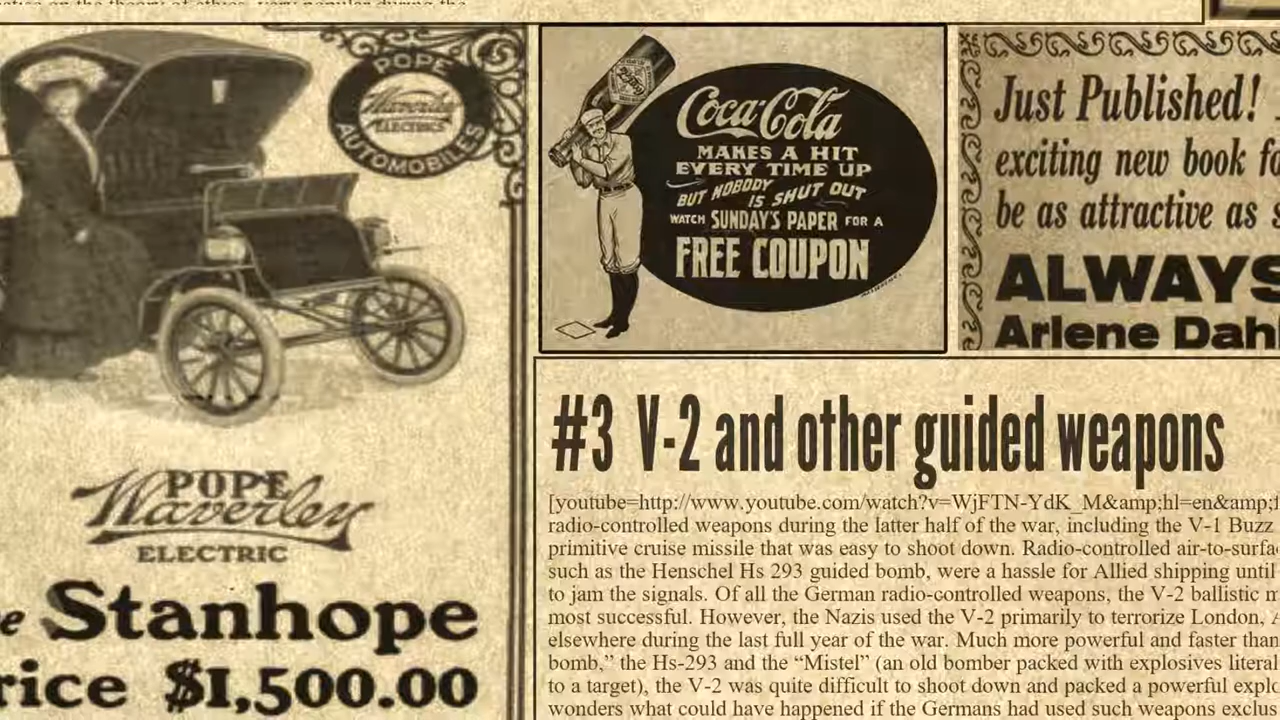 POPE
Waverley
ELECTRICS
AUTOMOBILES
POPE
Waverley
ELECTRIC
Stanhope
$1,500.00
Coca-Cola
MAKES A HIT
EVERY TIME UP
BUT NOBODY
IS SHUT OUT
WATCH SUNDAY'S PAPER FOR A
FREE COUPON
Just Published!
exciting new book
be as attractive as
ALWAYS
Arlene
#3 V-2 and other guided weapons
[youtube=http://www.youtube.com/watch?v=WjFTN-YdK_M&amp;hl=en&amp;
radio-controlled weapons during the latter half of the war, including the V-1 Buzz
primitive cruise missile that was easy to shoot down. Radio-controlled
such as the Henschel Hs 293 guided bomb, were a hassle for Allied shipping until
to jam the signals. Of all the German radio-controlled weapons, the V-2 ballistic
most successful. However, the Nazis used the V-2 primarily to terrorize London,
elsewhere during the last full year of the war. Much more powerful and faster than
bomb,” the Hs-293 and the “Mistel” (an old bomber packed with explosives
to a target), the V-2 was quite difficult to shoot down and packed a powerful
wonders what could have happened if the Germans had used such weapons